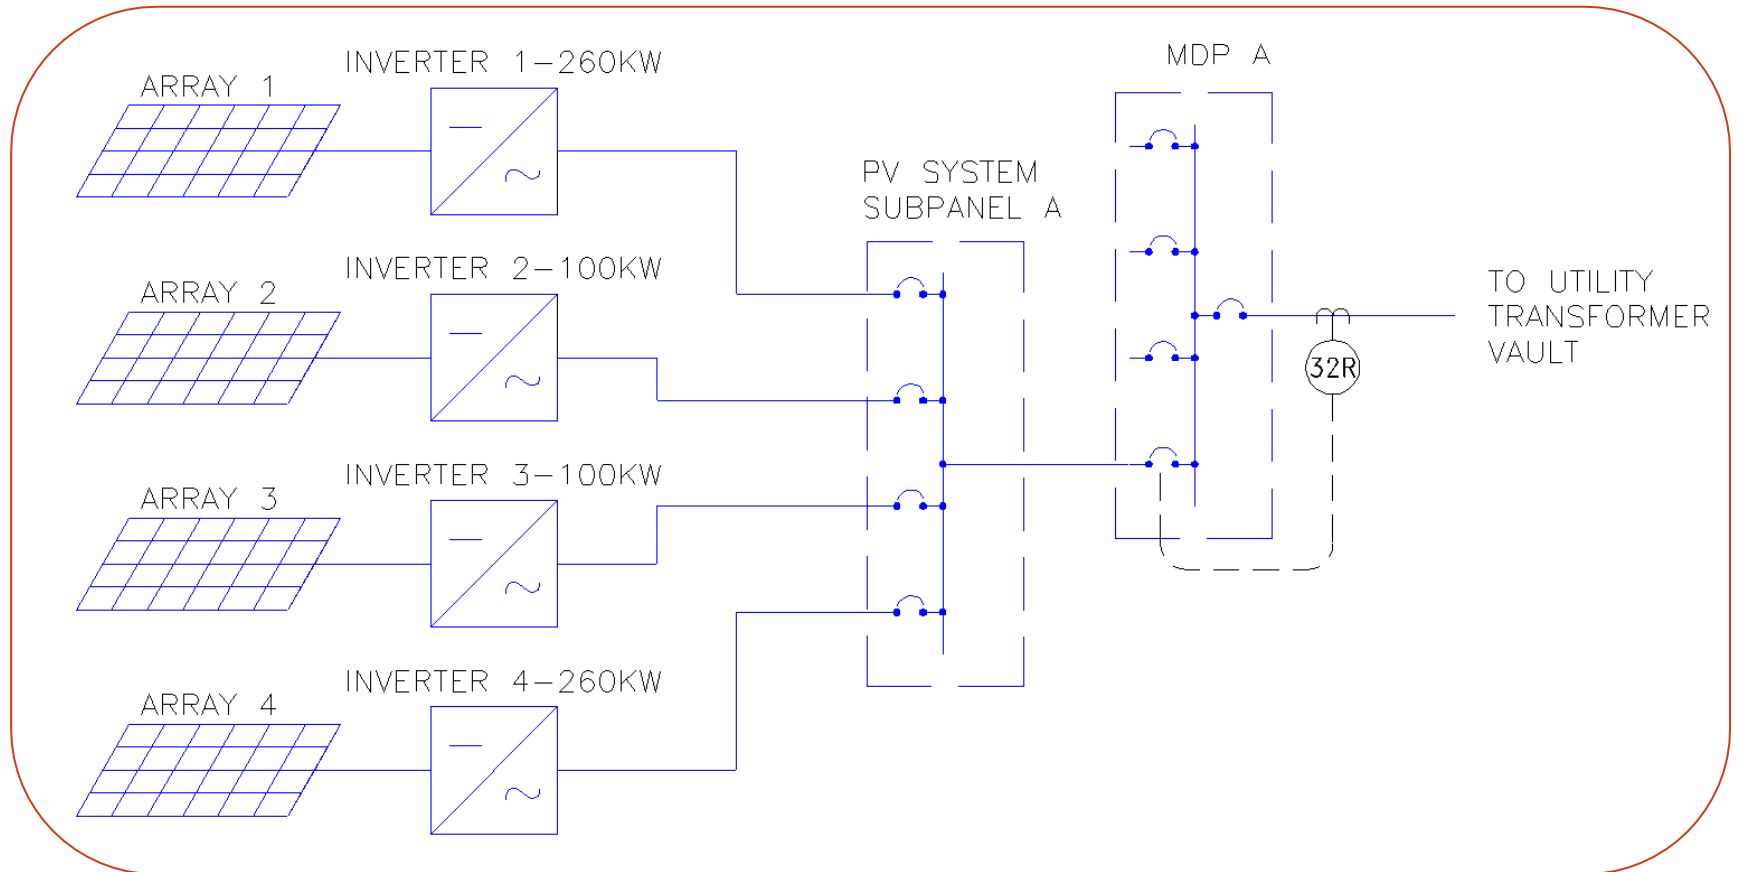 INVERTER 1-260KW
ARRAY 1
MDP A
PV SYSTEM
SUBPANEL A
INVERTER 2-100KW
ARRAY 2
TO UTILITY
TRANSFORMER
VAULT
32R
INVERTER 3-100KW
ARRAY 3
INVERTER 4-260KW
ARRAY 4